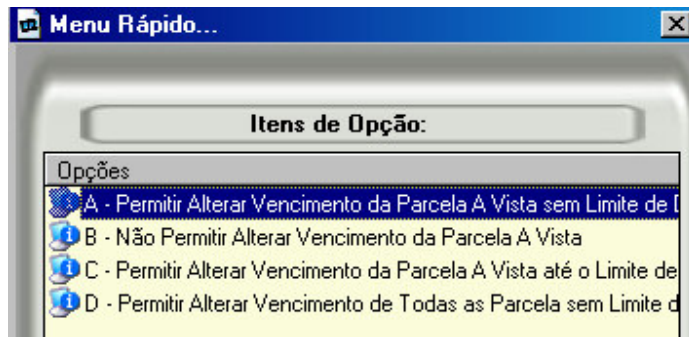 Menu Rápido...
Itens de Opção:
Opções
A - Permitir Alterar Vencimento da Parcela A Vista sem Limite de
B - Não Permitir Alterar Vencimento da Parcela A Vista
C - Permitir Alterar Vencimento da Parcela A Vista até o Limite de
D - Permitir Alterar Vencimento de Todas as Parcela sem Limite d